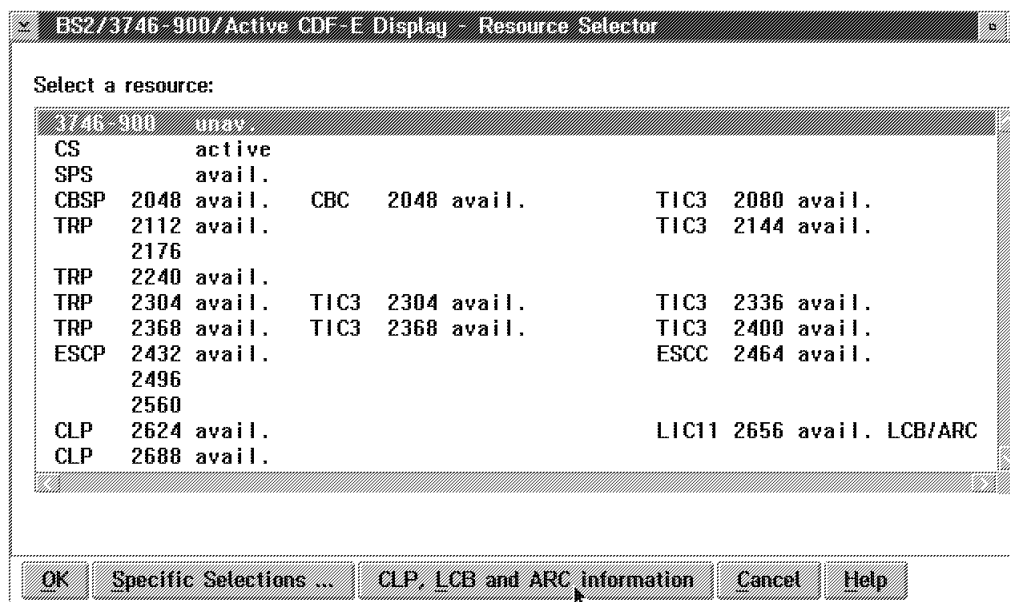 BS2/3746-900/Active CDF-E Display - Resource Selector
Select a resource:
3746-900 unav.
CS active
SPS avail.
CBSP 2048 avail. CBC 2048 avail. TIC3 2080 avail.
TRP 2112 avail. TIC3 2144 avail.
2176
TRP 2240 avail.
TRP 2304 avail. TIC3 2304 avail. TIC3 2336 avail.
TRP 2368 avail. TIC3 2368 avail. TIC3 2400 avail.
ESCP 2432 avail. ESCC 2464 avail.
2496
2560
CLP 2624 avail. LIC11 2656 avail. LCB/ARC
CLP 2688 avail.
OK Specific Selections ... CLP, LCB and ARC information Cancel Help